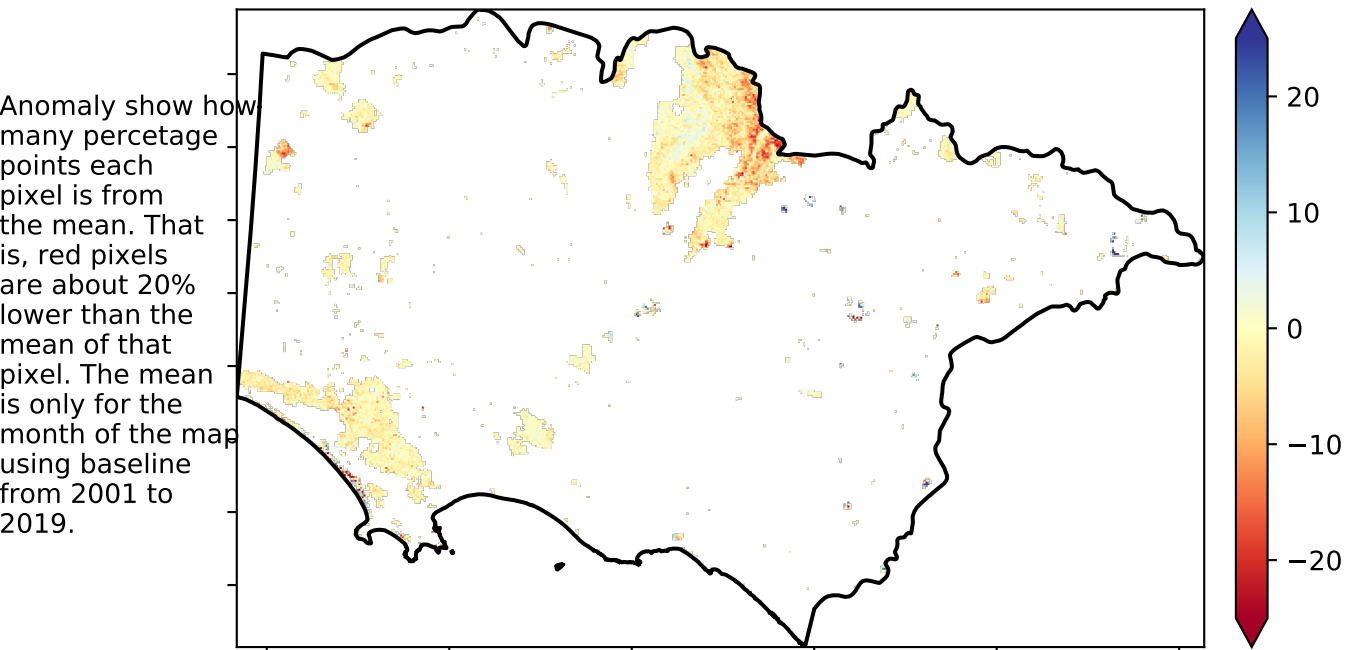 Anomaly show how
many percetage
points each
pixel is from
the mean. That
is, red pixels
are about 20%
lower than the
mean of that
pixel. The mean
is only for the
month of the map
using baseline
from 2001 to
2019.
20
10
0
−10
−20